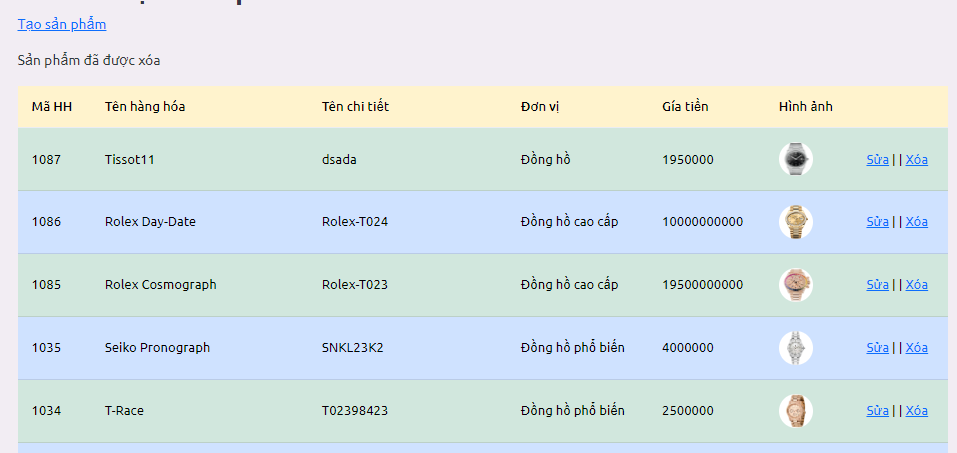 Tạo sản phẩm
Sản phẩm đã được xóa
Mã HH Tên hàng hóa Tên chi tiết Đơn vị Gía tiền Hình ảnh
1087 Tissot11 dsada Đồng hồ 1950000 Sửa | | Xóa
1086 Rolex Day-Date Rolex-T024 Đồng hồ cao cấp 10000000000 Sửa | | Xóa
1085 Rolex Cosmograph Rolex-T023 Đồng hồ cao cấp 19500000000 Sửa | | Xóa
1035 Seiko Pronograph SNKL23K2 Đồng hồ phổ biến 4000000 Sửa | | Xóa
1034 T-Race T02398423 Đồng hồ phổ biến 2500000 Sửa | | Xóa